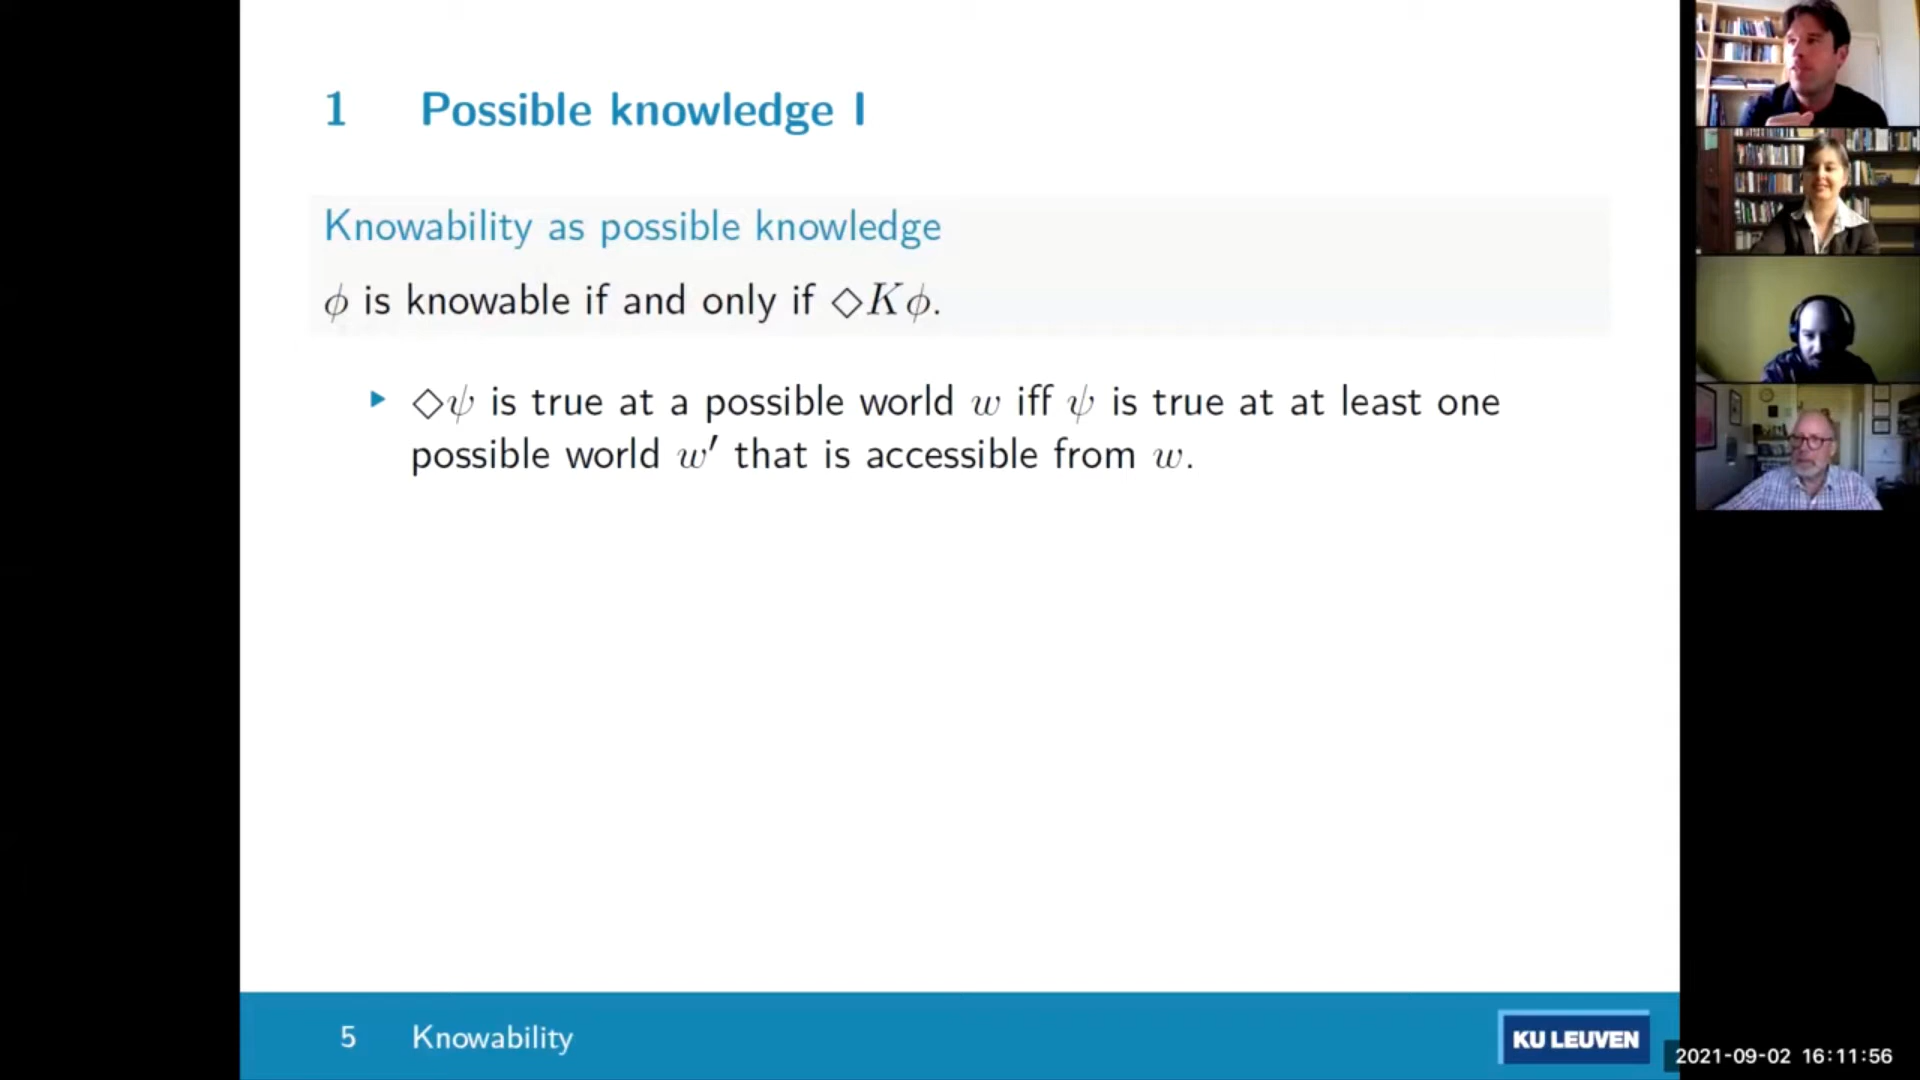 1 Possible knowledge I
Knowability as possible knowledge
ϕ is knowable if and only if ◇Kϕ.
▶ ◇ψ is true at a possible world w iff ψ is true at at least one
possible world w′ that is accessible from w.
5 Knowability
KU LEUVEN
2021-09-02 16:11:56